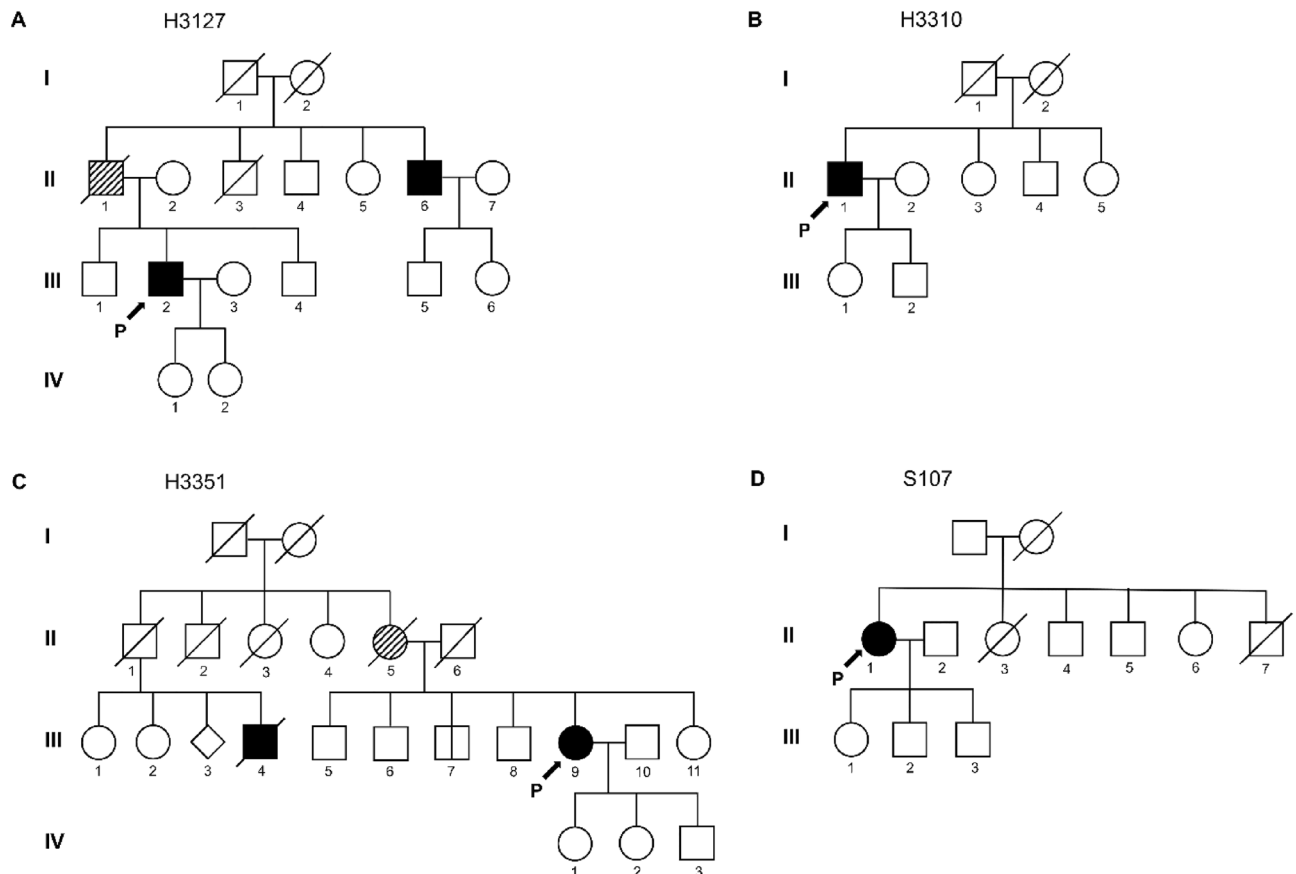 A H3127
I
1 2
II
1 2 3 4 5 6 7
III
1 2 3 4 5 6
P
IV
1 2
B H3310
I
1 2
II
1 2 3 4 5
P
III
1 2
C H3351
I
II
1 2 3 4 5 6
III
1 2 3 4 5 6 7 8 9 10 11
P
IV
1 2 3
D S107
I
II
1 2 3 4 5 6 7
P
III
1 2 3